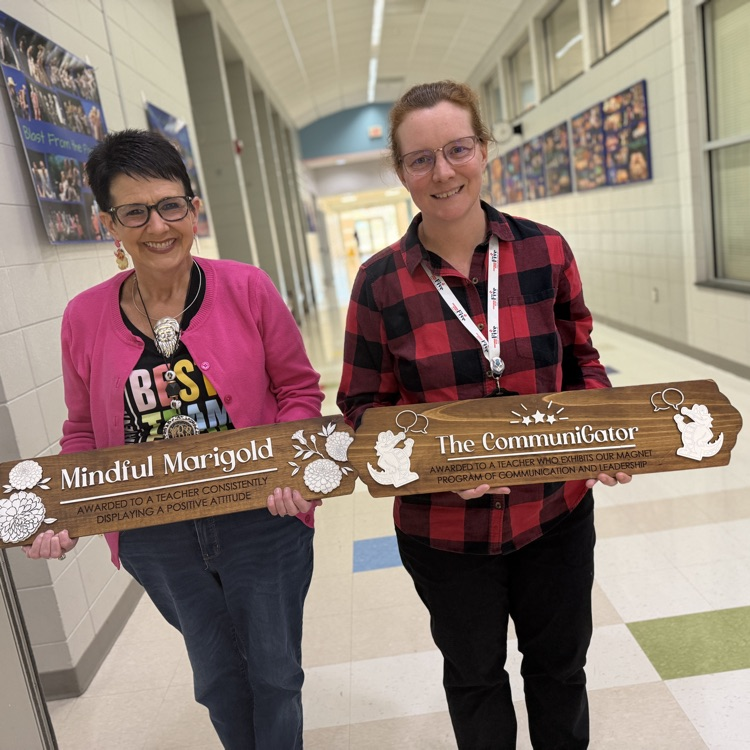 Blast From the
BEST
TEAM
Mindful Marigold
AWARDED TO A TEACHER CONSISTENTLY
DISPLAYING A POSITIVE ATTITUDE
The CommuniGator
AWARDED TO A TEACHER WHO EXHIBITS OUR MAGNET
PROGRAM OF COMMUNICATION AND LEADERSHIP